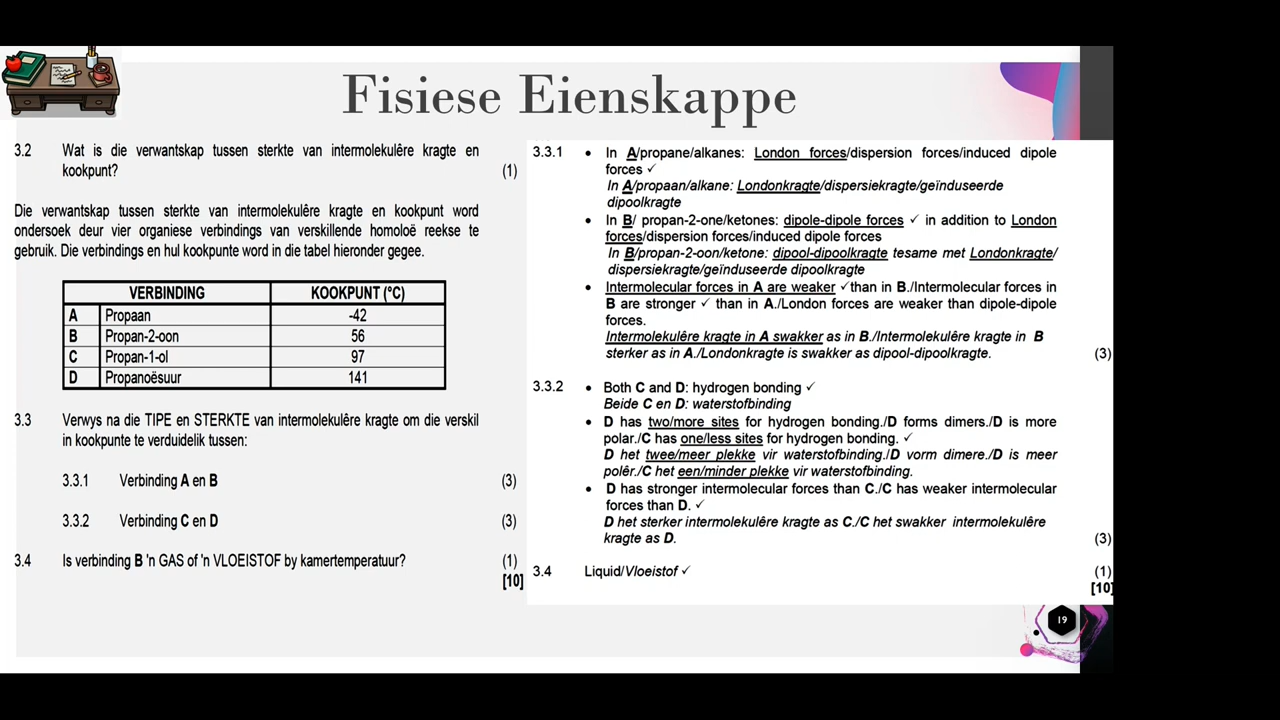 Fisiese Eienskappe
3.2 Wat is die verwantskap tussen sterkte van intermolekulêre kragte en
kookpunt? (1)
Die verwantskap tussen sterkte van intermolekulêre kragte en kookpunt word
ondersoek deur vier organiese verbindings van verskillende homoloë reekse te
gebruik. Die verbindings en hul kookpunte word in die tabel hieronder gegee.
VERBINDING KOOKPUNT (°C)
A Propaan -42
B Propan-2-oon 56
C Propan-1-ol 97
D Propanoësuur 141
3.3 Verwys na die TIPE en STERKTE van intermolekulêre kragte om die verskil
in kookpunte te verduidelik tussen:
3.3.1 Verbinding A en B (3)
3.3.2 Verbinding C en D (3)
3.4 Is verbinding B 'n GAS of 'n VLOEISTOF by kamertemperatuur? (1)
[10]
3.3.1 • In A/propane/alkanes: London forces/dispersion forces/induced dipole
forces ✓
In A/propaan/alkane: Londonkragte/dispersiekragte/geïnduseerde
dipoolkragte
• In B/ propan-2-one/ketones: dipole-dipole forces ✓ in addition to London
forces/dispersion forces/induced dipole forces
In B/propan-2-oon/ketone: dipool-dipoolkragte tesame met Londonkragte/
dispersiekragte/geïnduseerde dipoolkragte
• Intermolecular forces in A are weaker ✓than in B./Intermolecular forces in
B are stronger ✓ than in A./London forces are weaker than dipole-dipole
forces.
Intermolekulêre kragte in A swakker as in B./Intermolekulêre kragte in B
sterker as in A./Londonkragte is swakker as dipool-dipoolkragte. (3)
3.3.2 • Both C and D: hydrogen bonding ✓
Beide C en D: waterstofbinding
• D has two/more sites for hydrogen bonding./D forms dimers./D is more
polar./C has one/less sites for hydrogen bonding. ✓
D het twee/meer plekke vir waterstofbinding./D vorm dimere./D is meer
polêr./C het een/minder plekke vir waterstofbinding.
• D has stronger intermolecular forces than C./C has weaker intermolecular
forces than D. ✓
D het sterker intermolekulêre kragte as C./C het swakker intermolekulêre
kragte as D. (3)
3.4 Liquid/Vloeistof ✓ (1)
[10]
19